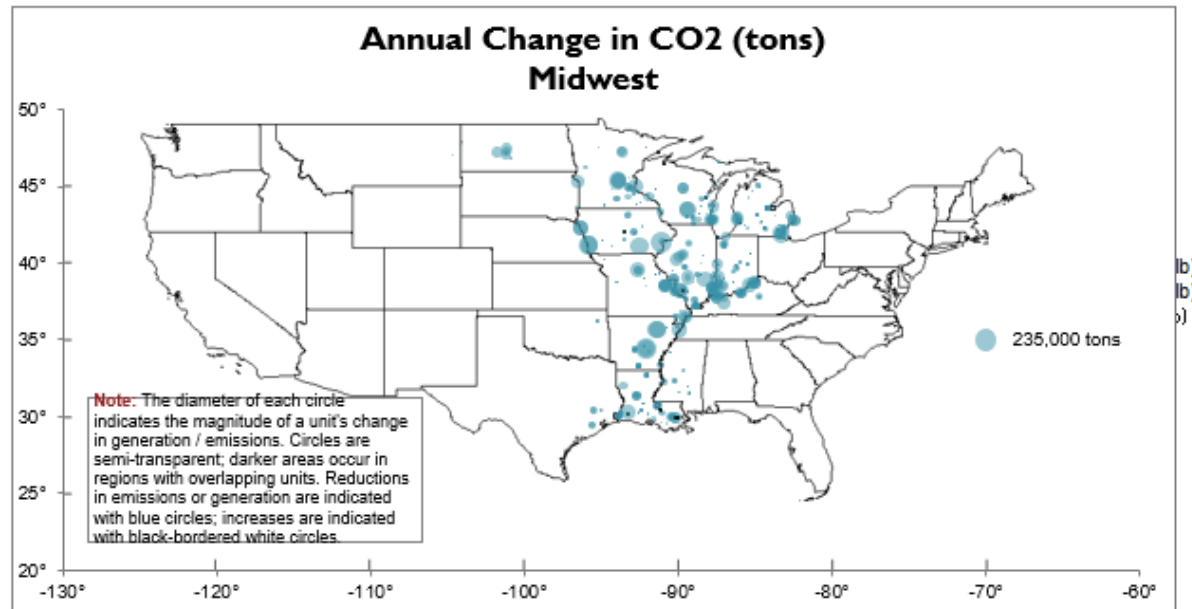 Annual Change in CO2 (tons)
Midwest
50°
45°
40°
35°
30°
25°
20°
-130°
-120°
-110°
-100°
-90°
-80°
-70°
-60°
235,000 tons
Note: The diameter of each circle
indicates the magnitude of a unit's change
in generation / emissions. Circles are
semi-transparent; darker areas occur in
regions with overlapping units. Reductions
in emissions or generation are indicated
with blue circles; increases are indicated
with black-bordered white circles.
lb)
lb)